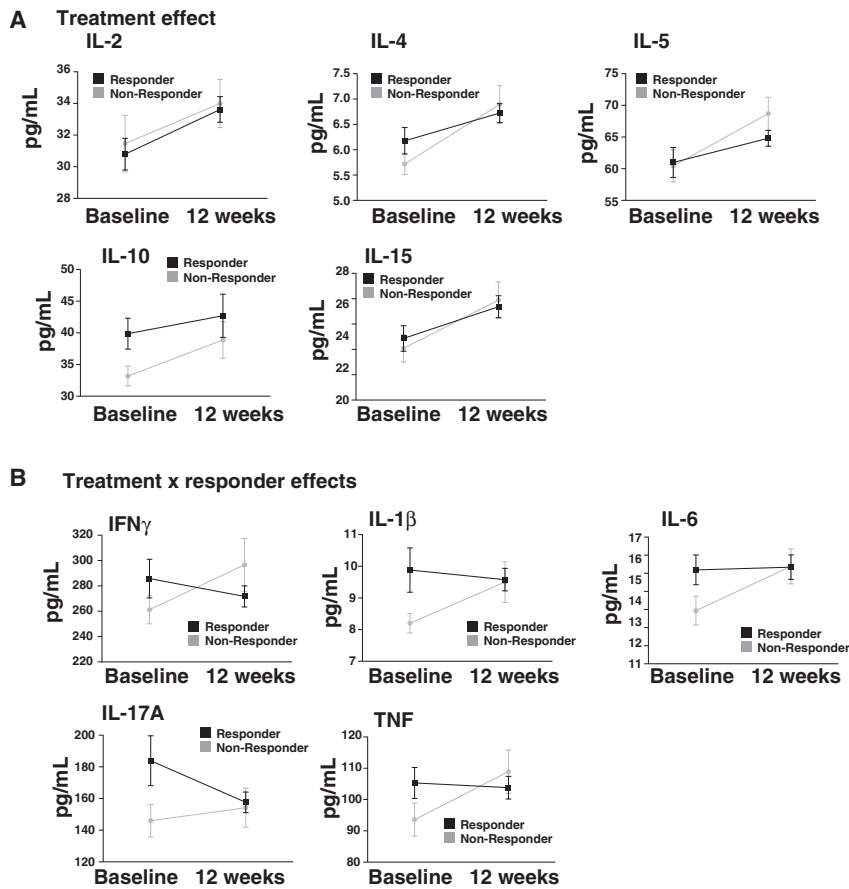 A Treatment effect
IL-2
36
34
32
30
28
pg/mL
Responder
Non-Responder
Baseline 12 weeks
IL-4
7.5
7.0
6.5
6.0
5.5
5.0
pg/mL
Responder
Non-Responder
Baseline 12 weeks
IL-5
75
70
65
60
55
pg/mL
Responder
Non-Responder
Baseline 12 weeks
IL-10
50
45
40
35
30
pg/mL
Responder
Non-Responder
Baseline 12 weeks
IL-15
28
26
24
22
20
pg/mL
Responder
Non-Responder
Baseline 12 weeks
B Treatment x responder effects
IFNγ
320
300
280
260
240
220
pg/mL
Responder
Non-Responder
Baseline 12 weeks
IL-1β
11
10
9
8
7
pg/mL
Responder
Non-Responder
Baseline 12 weeks
IL-6
17
16
15
14
13
12
11
pg/mL
Responder
Non-Responder
Baseline 12 weeks
IL-17A
200
180
160
140
120
pg/mL
Responder
Non-Responder
Baseline 12 weeks
TNF
120
110
100
90
80
pg/mL
Responder
Non-Responder
Baseline 12 weeks